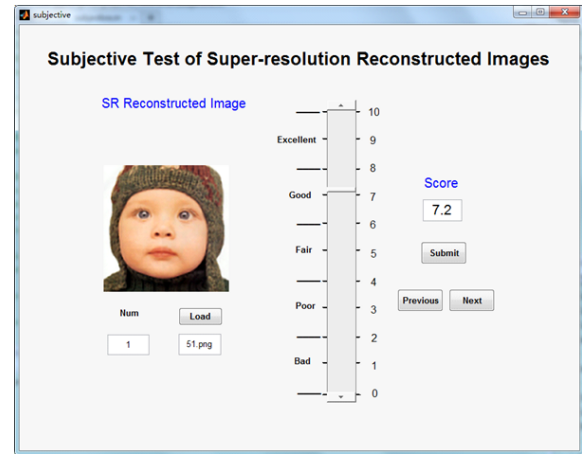 subjective
Subjective Test of Super-resolution Reconstructed Images
SR Reconstructed Image
10
Excellent
9
8
Good
7
6
Fair
5
4
Poor
3
2
Bad
1
0
Score
7.2
Submit
Previous Next
Num
Load
1
51.png